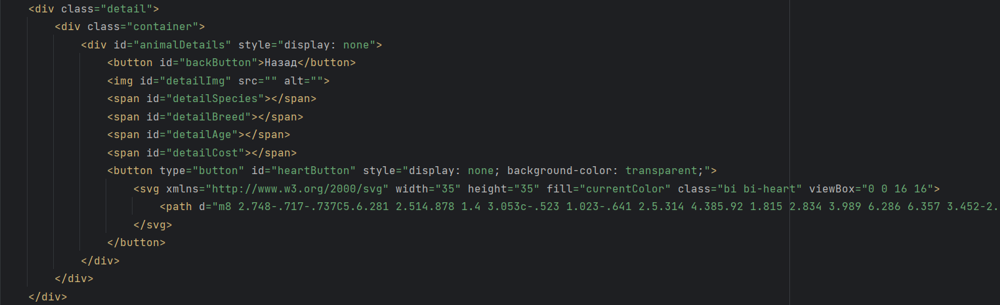 <div class="detail">
<div class="container">
<div id="animalDetails" style="display: none">
<button id="backButton">Назад</button>
<img id="detailImg" src="" alt="">
<span id="detailSpecies"></span>
<span id="detailBreed"></span>
<span id="detailAge"></span>
<span id="detailCost"></span>
<button type="button" id="heartButton" style="display: none; background-color: transparent;">
<svg xmlns="http://www.w3.org/2000/svg" width="35" height="35" fill="currentColor" class="bi bi-heart" viewBox="0 0 16 16">
<path d="m8 2.748-.717-.737C5.6.281 2.514.878 1.4 3.053c-.523 1.023-.641 2.5.314 4.385.92 1.815 2.834 3.989 6.286 6.357 3.452-2.
</svg>
</button>
</div>
</div>
</div>